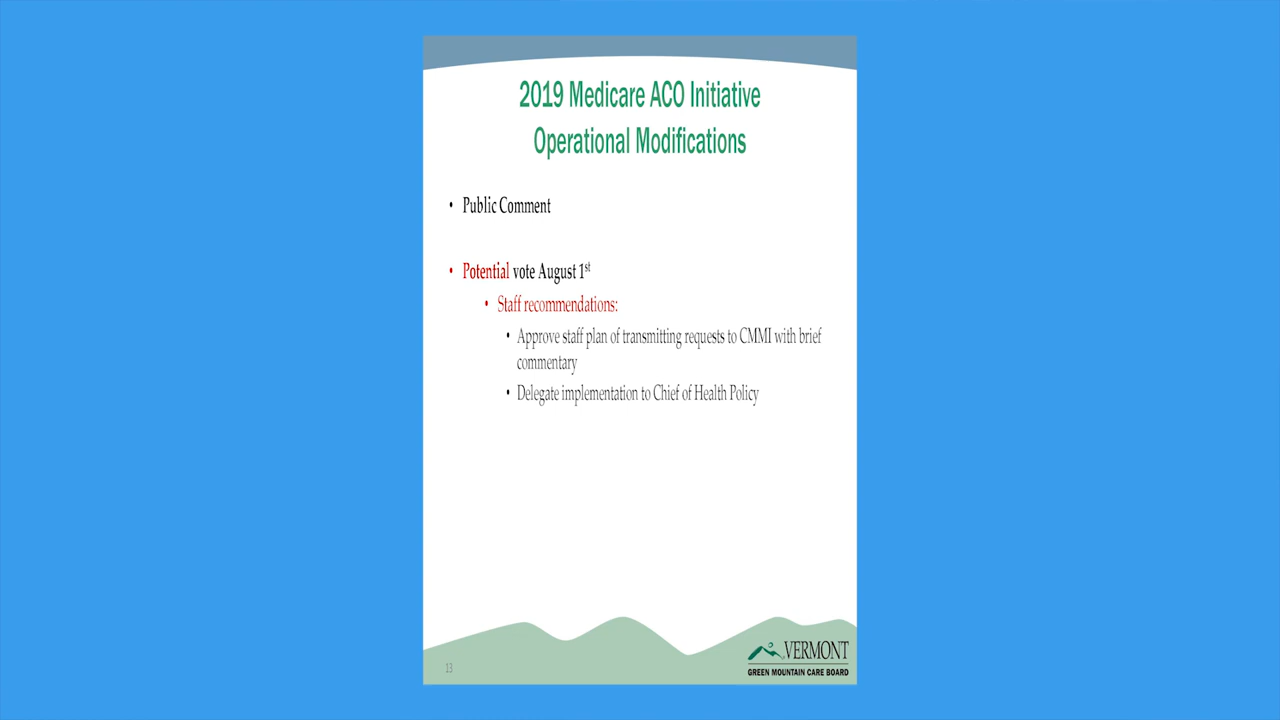 2019 Medicare ACO Initiative
Operational Modifications
• Public Comment
• Potential vote August 1st
• Staff recommendations:
• Approve staff plan of transmitting requests to CMMI with brief
commentary
• Delegate implementation to Chief of Health Policy
13
VERMONT
GREEN MOUNTAIN CARE BOARD